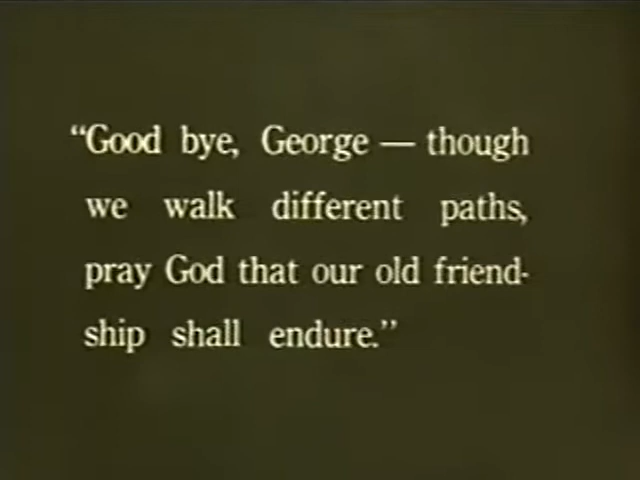 “Good bye, George — though
we walk different paths,
pray God that our old friend-
ship shall endure.”